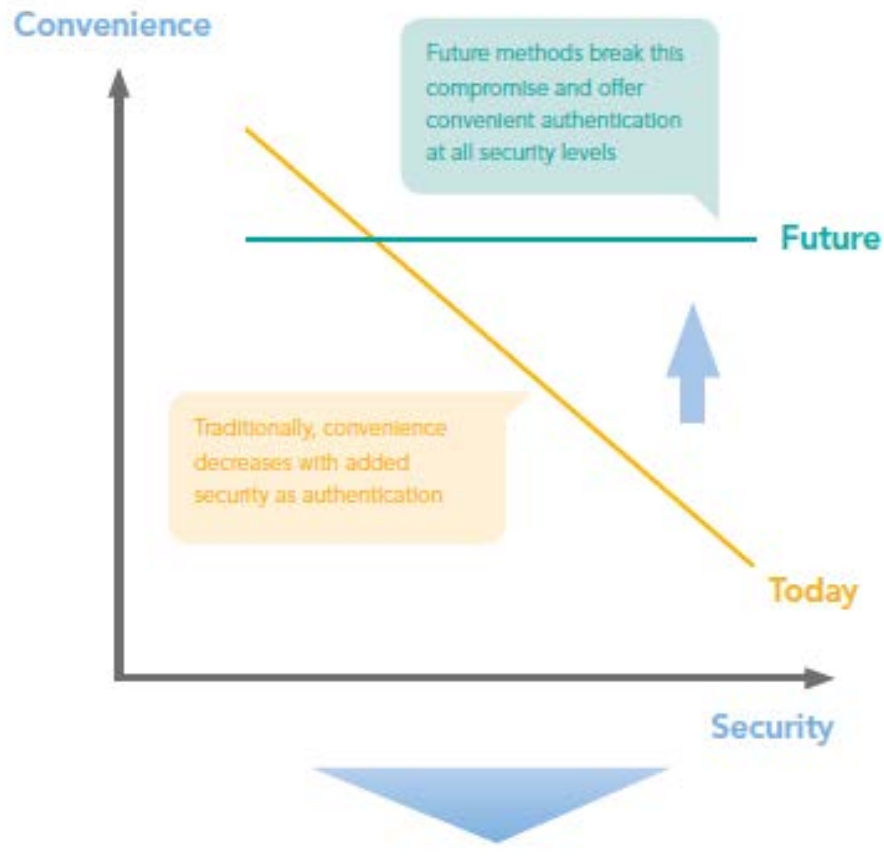 Convenience
Future methods break this
compromise and offer
convenient authentication
at all security levels
Future
Traditionally, convenience
decreases with added
security as authentication
Today
Security